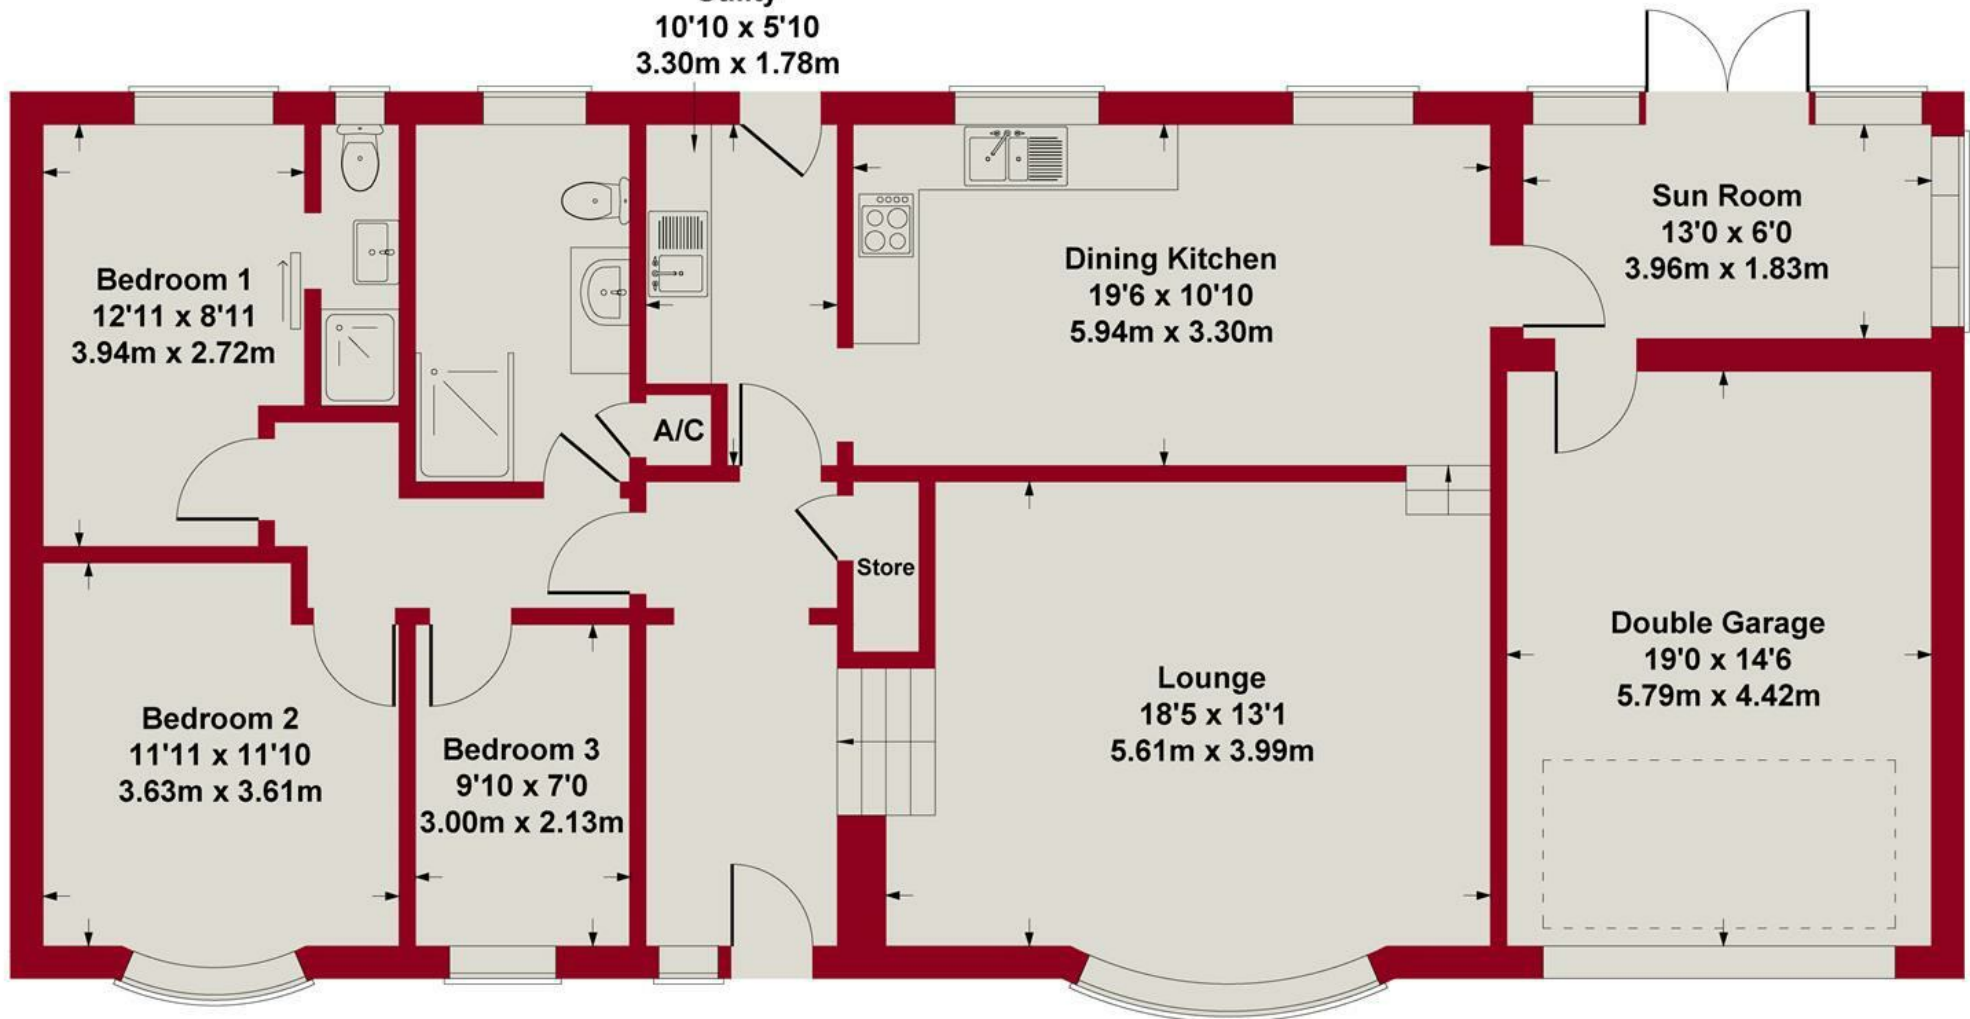 10'10 x 5'10
3.30m x 1.78m
Bedroom 1
12'11 x 8'11
3.94m x 2.72m
Dining Kitchen
19'6 x 10'10
5.94m x 3.30m
Sun Room
13'0 x 6'0
3.96m x 1.83m
A/C
Store
Bedroom 2
11'11 x 11'10
3.63m x 3.61m
Bedroom 3
9'10 x 7'0
3.00m x 2.13m
Lounge
18'5 x 13'1
5.61m x 3.99m
Double Garage
19'0 x 14'6
5.79m x 4.42m